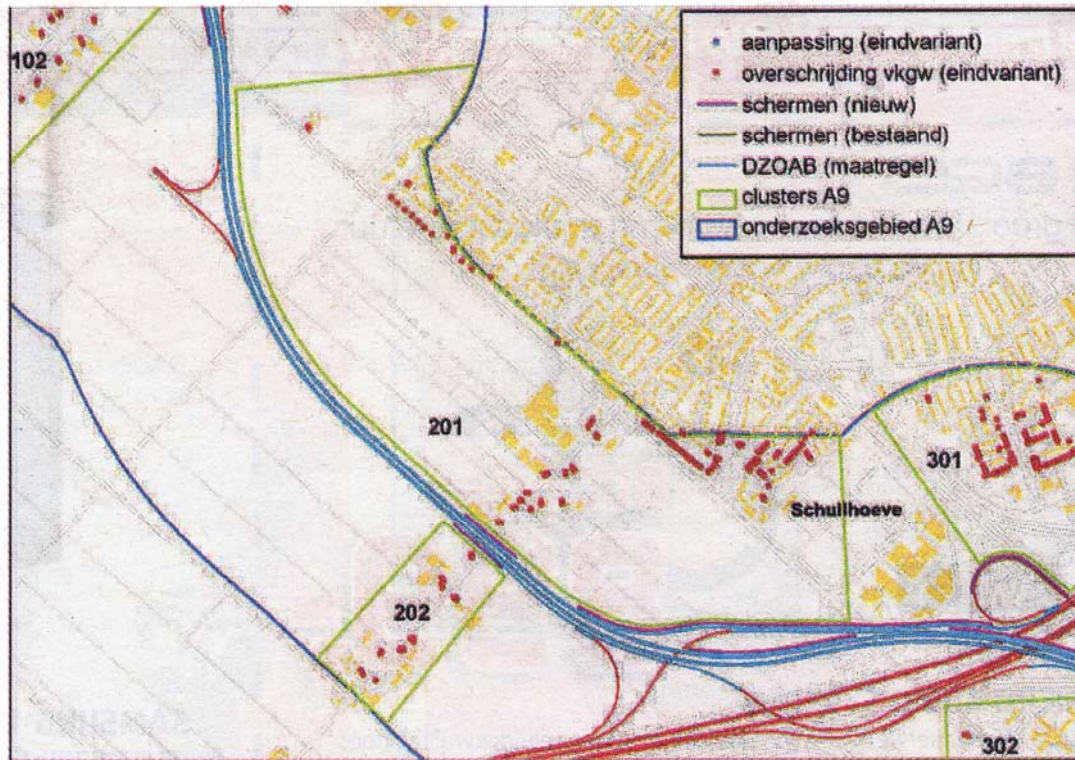 102
aanpassing (eindvariant)
overschrijding vkgw (eindvariant)
schermen (nieuw)
schermen (bestaand)
DZOAB (maatregel)
clusters A9
onderzoeksgebied A9
201
301
Schullhoeve
202
302